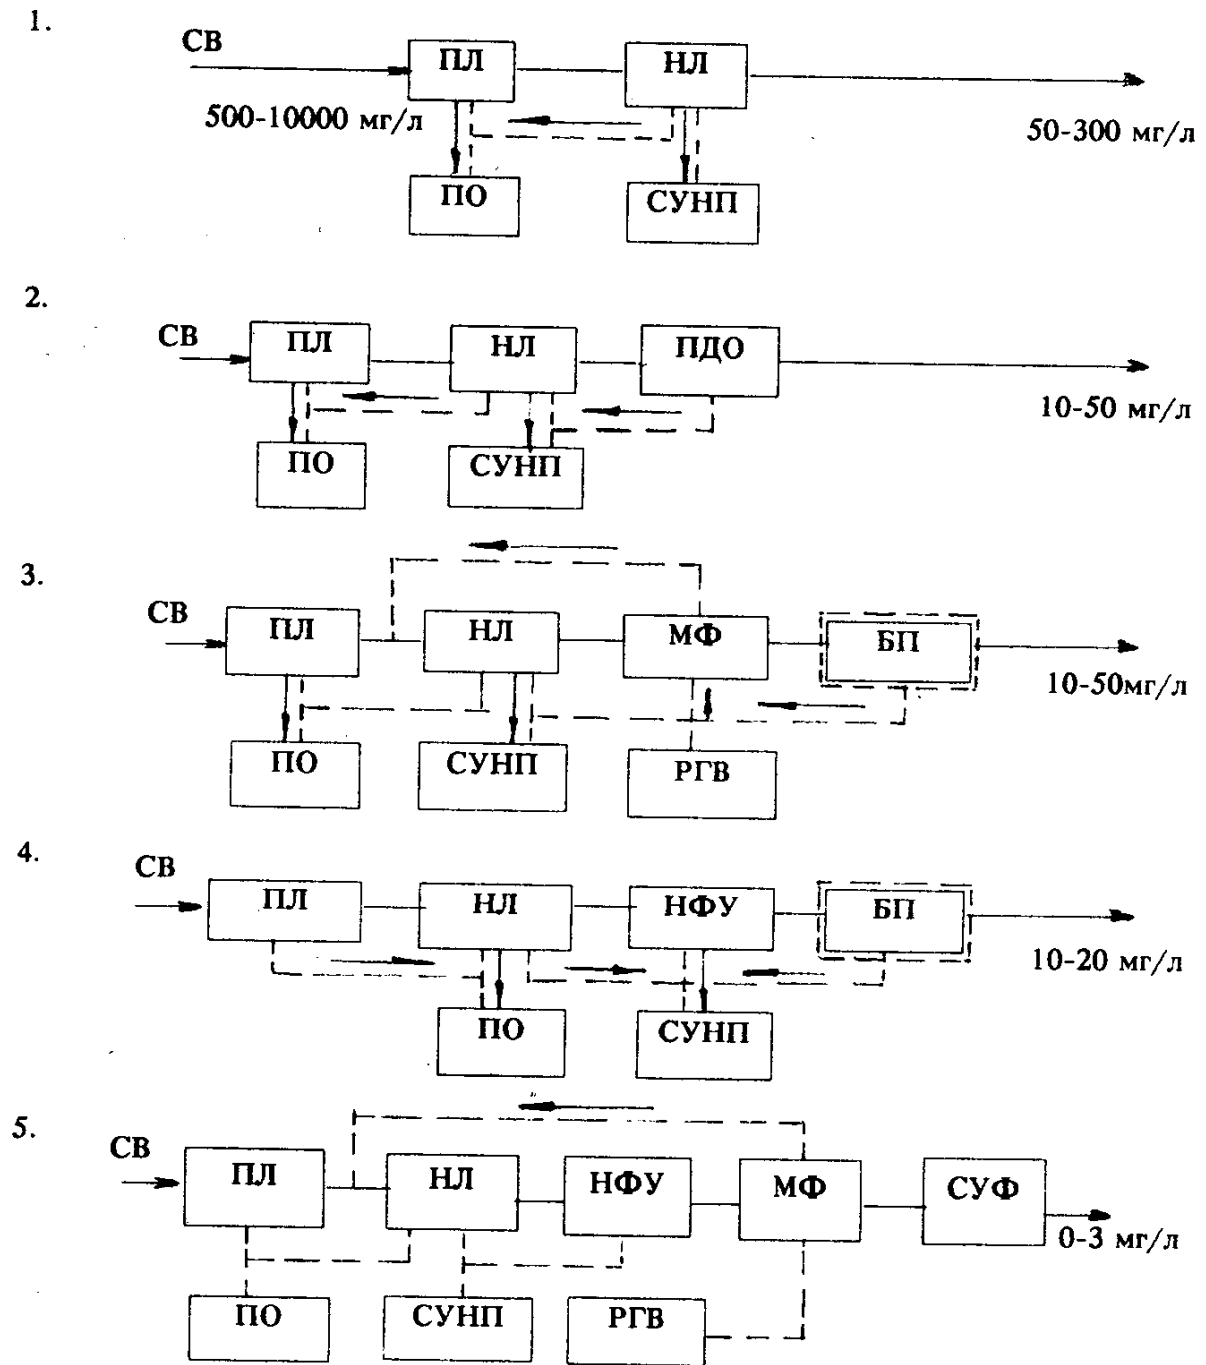 1.
СВ
ПЛ НЛ
500-10000 мг/л
50-300 мг/л
ПО СУНП
2.
СВ
ПЛ НЛ ПДО
10-50 мг/л
ПО СУНП
3.
СВ
ПЛ НЛ МФ БП
10-50мг/л
ПО СУНП РГВ
4.
СВ
ПЛ НЛ НФУ БП
10-20 мг/л
ПО СУНП
5.
СВ
ПЛ НЛ НФУ МФ СУФ
0-3 мг/л
ПО СУНП РГВ